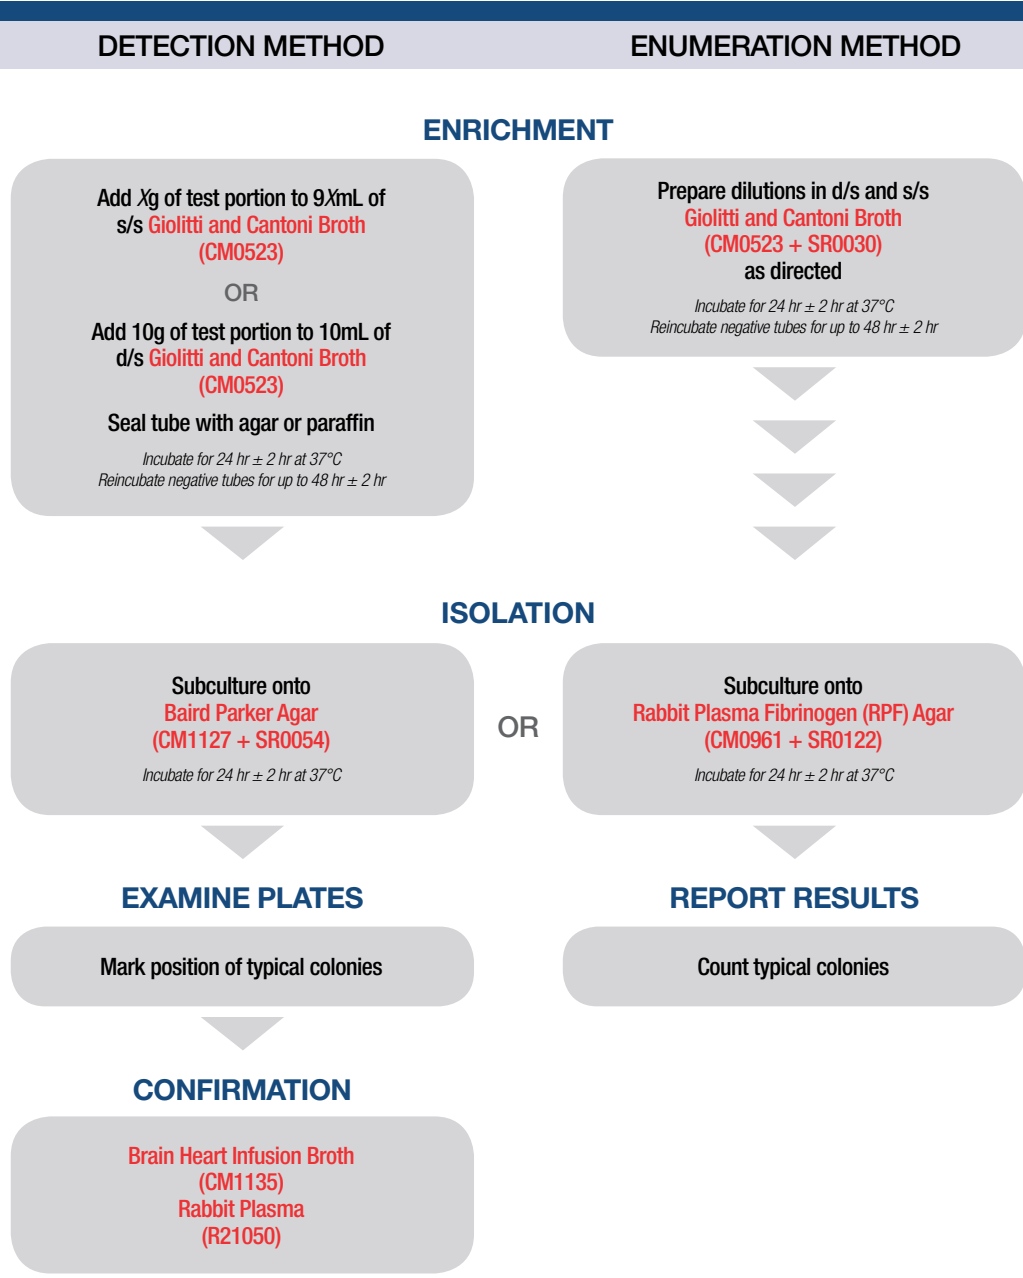 DETECTION METHOD
ENUMERATION METHOD
ENRICHMENT
Add Xg of test portion to 9XmL of
s/s Giolitti and Cantoni Broth
(CM0523)
OR
Add 10g of test portion to 10mL of
d/s Giolitti and Cantoni Broth
(CM0523)
Seal tube with agar or paraffin
Incubate for 24 hr ± 2 hr at 37°C
Reincubate negative tubes for up to 48 hr ± 2 hr
Prepare dilutions in d/s and s/s
Giolitti and Cantoni Broth
(CM0523 + SR0030)
as directed
Incubate for 24 hr ± 2 hr at 37°C
Reincubate negative tubes for up to 48 hr ± 2 hr
ISOLATION
Subculture onto
Baird Parker Agar
(CM1127 + SR0054)
Incubate for 24 hr ± 2 hr at 37°C
OR
Subculture onto
Rabbit Plasma Fibrinogen (RPF) Agar
(CM0961 + SR0122)
Incubate for 24 hr ± 2 hr at 37°C
EXAMINE PLATES
Mark position of typical colonies
REPORT RESULTS
Count typical colonies
CONFIRMATION
Brain Heart Infusion Broth
(CM1135)
Rabbit Plasma
(R21050)